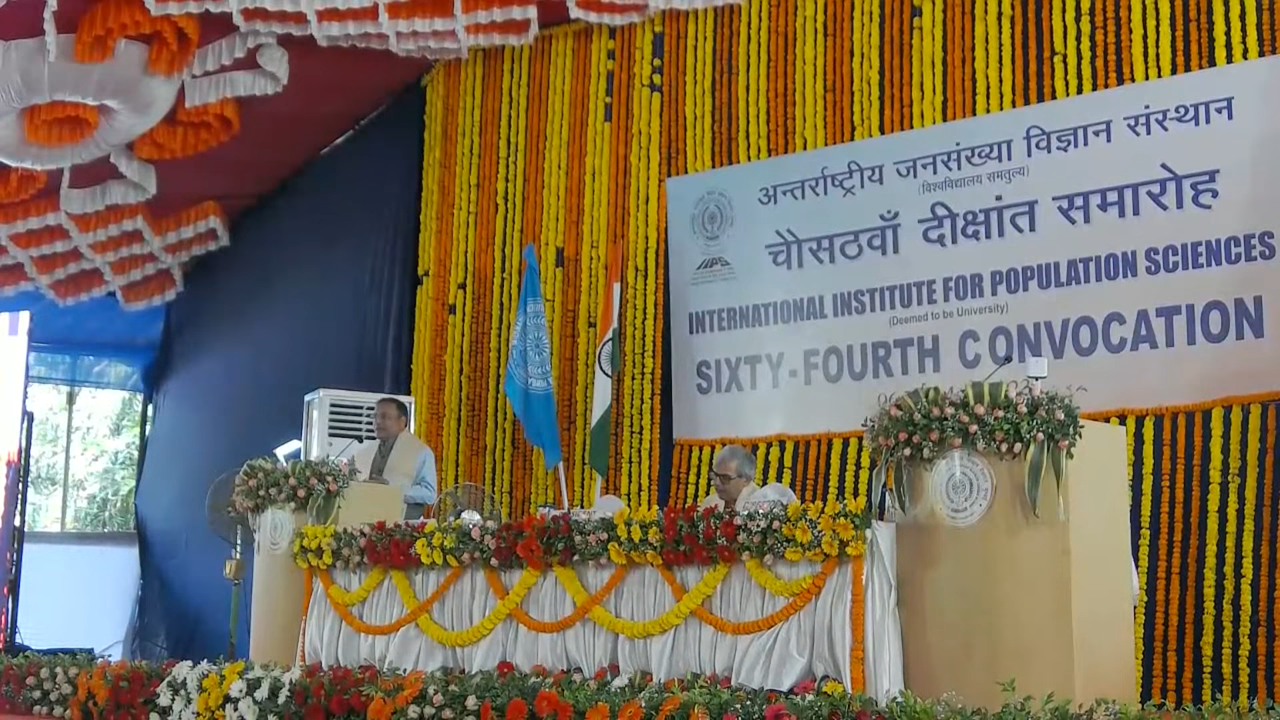 अन्तर्राष्ट्रीय जनसंख्या विज्ञान संस्थान
(विश्वविद्यालय समतुल्य)
चौसठवाँ दीक्षांत समारोह
IIPS
INTERNATIONAL INSTITUTE FOR POPULATION SCIENCES
(Deemed to be University)
SIXTY-FOURTH CONVOCATION